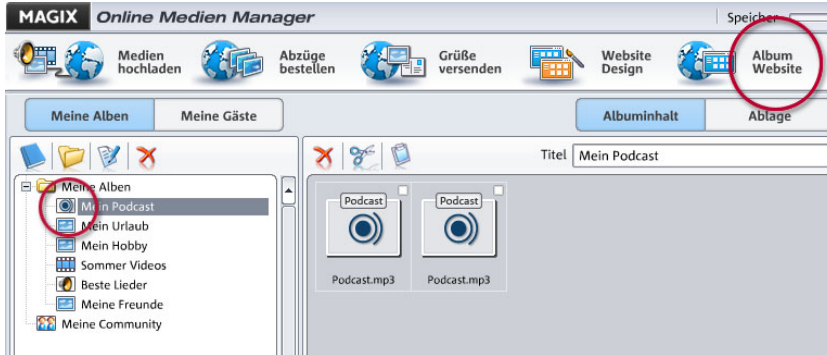 MAGIX Online Medien Manager
Speicher
Medien hochladen
Abzüge bestellen
Grüße versenden
Website Design
Album Website
Meine Alben
Meine Gäste
Albuminhalt
Ablage
Titel Mein Podcast
Meine Alben
Mein Podcast
Mein Urlaub
Mein Hobby
Sommer Videos
Beste Lieder
Meine Freunde
Meine Community
Podcast
Podcast
Podcast.mp3
Podcast.mp3